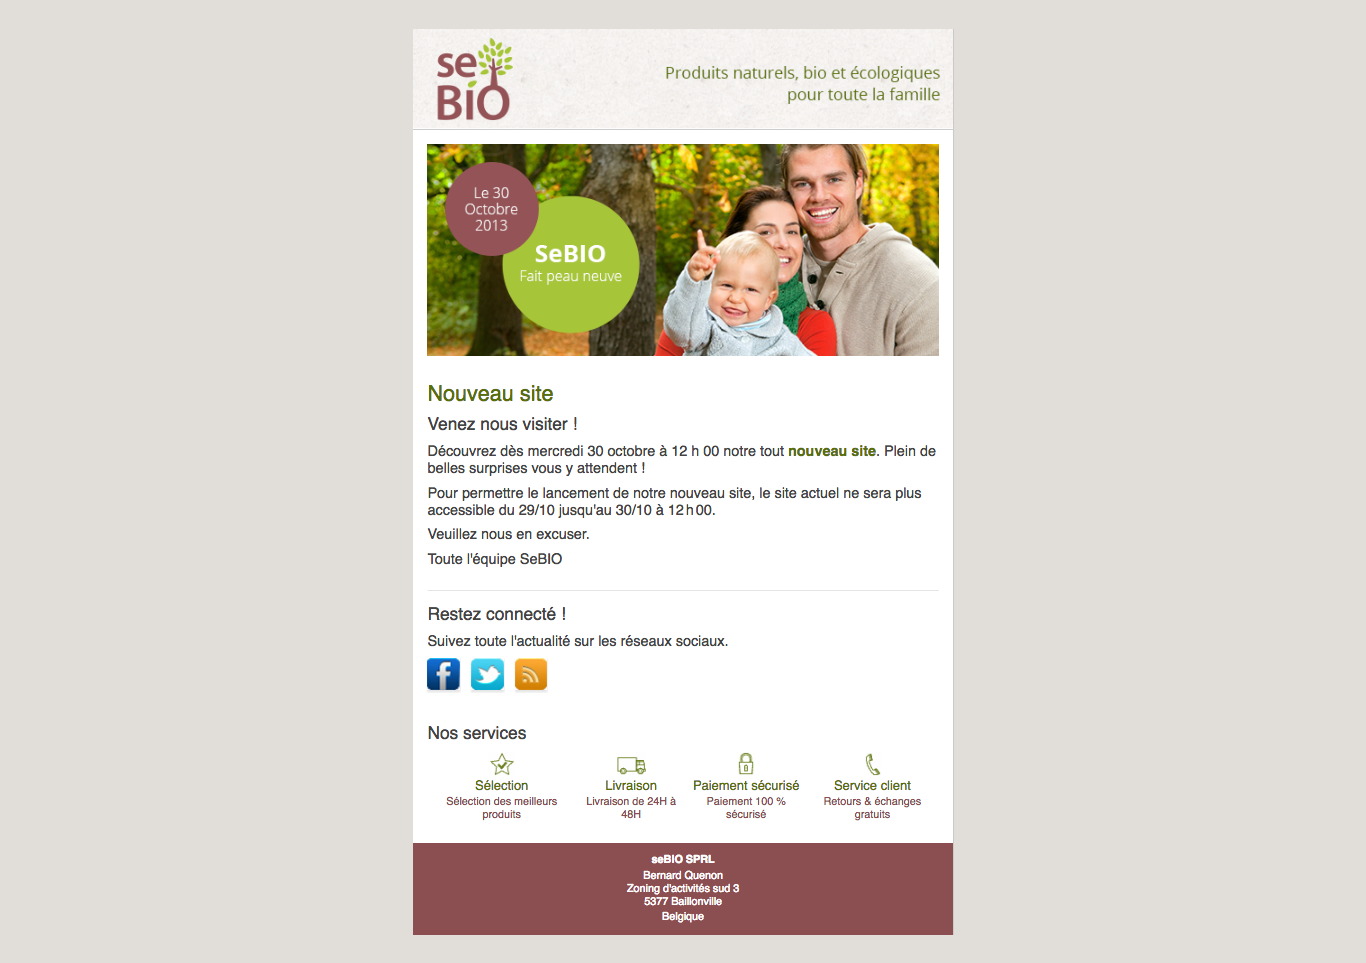 se
BIO
Produits naturels, bio et écologiques
pour toute la famille
Le 30
Octobre
2013
SeBIO
Fait peau neuve
Nouveau site
Venez nous visiter !
Découvrez dès mercredi 30 octobre à 12 h 00 notre tout nouveau site. Plein de
belles surprises vous y attendent !
Pour permettre le lancement de notre nouveau site, le site actuel ne sera plus
accessible du 29/10 jusqu'au 30/10 à 12 h 00.
Veuillez nous en excuser.
Toute l'équipe SeBIO
Restez connecté !
Suivez toute l'actualité sur les réseaux sociaux.
Nos services
Sélection
Sélection des meilleurs
produits
Livraison
Livraison de 24H à
48H
Paiement sécurisé
Paiement 100 %
sécurisé
Service client
Retours & échanges
gratuits
seBIO SPRL
Bernard Quenon
Zoning d'activités sud 3
5377 Baillonville
Belgique